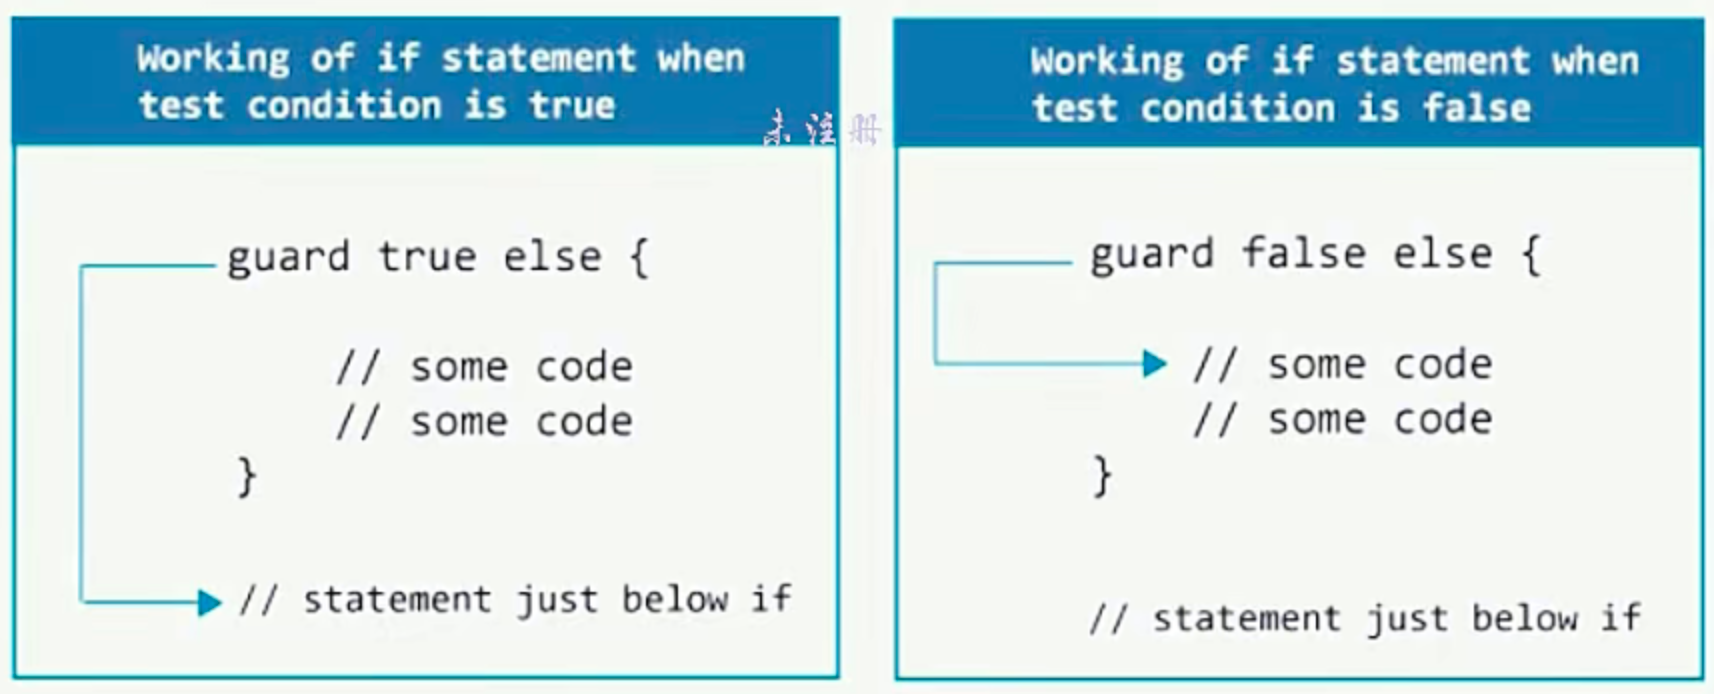 Working of if statement when
test condition is true
guard true else {
// some code
// some code
}
// statement just below if
未注册
Working of if statement when
test condition is false
guard false else {
// some code
// some code
}
// statement just below if